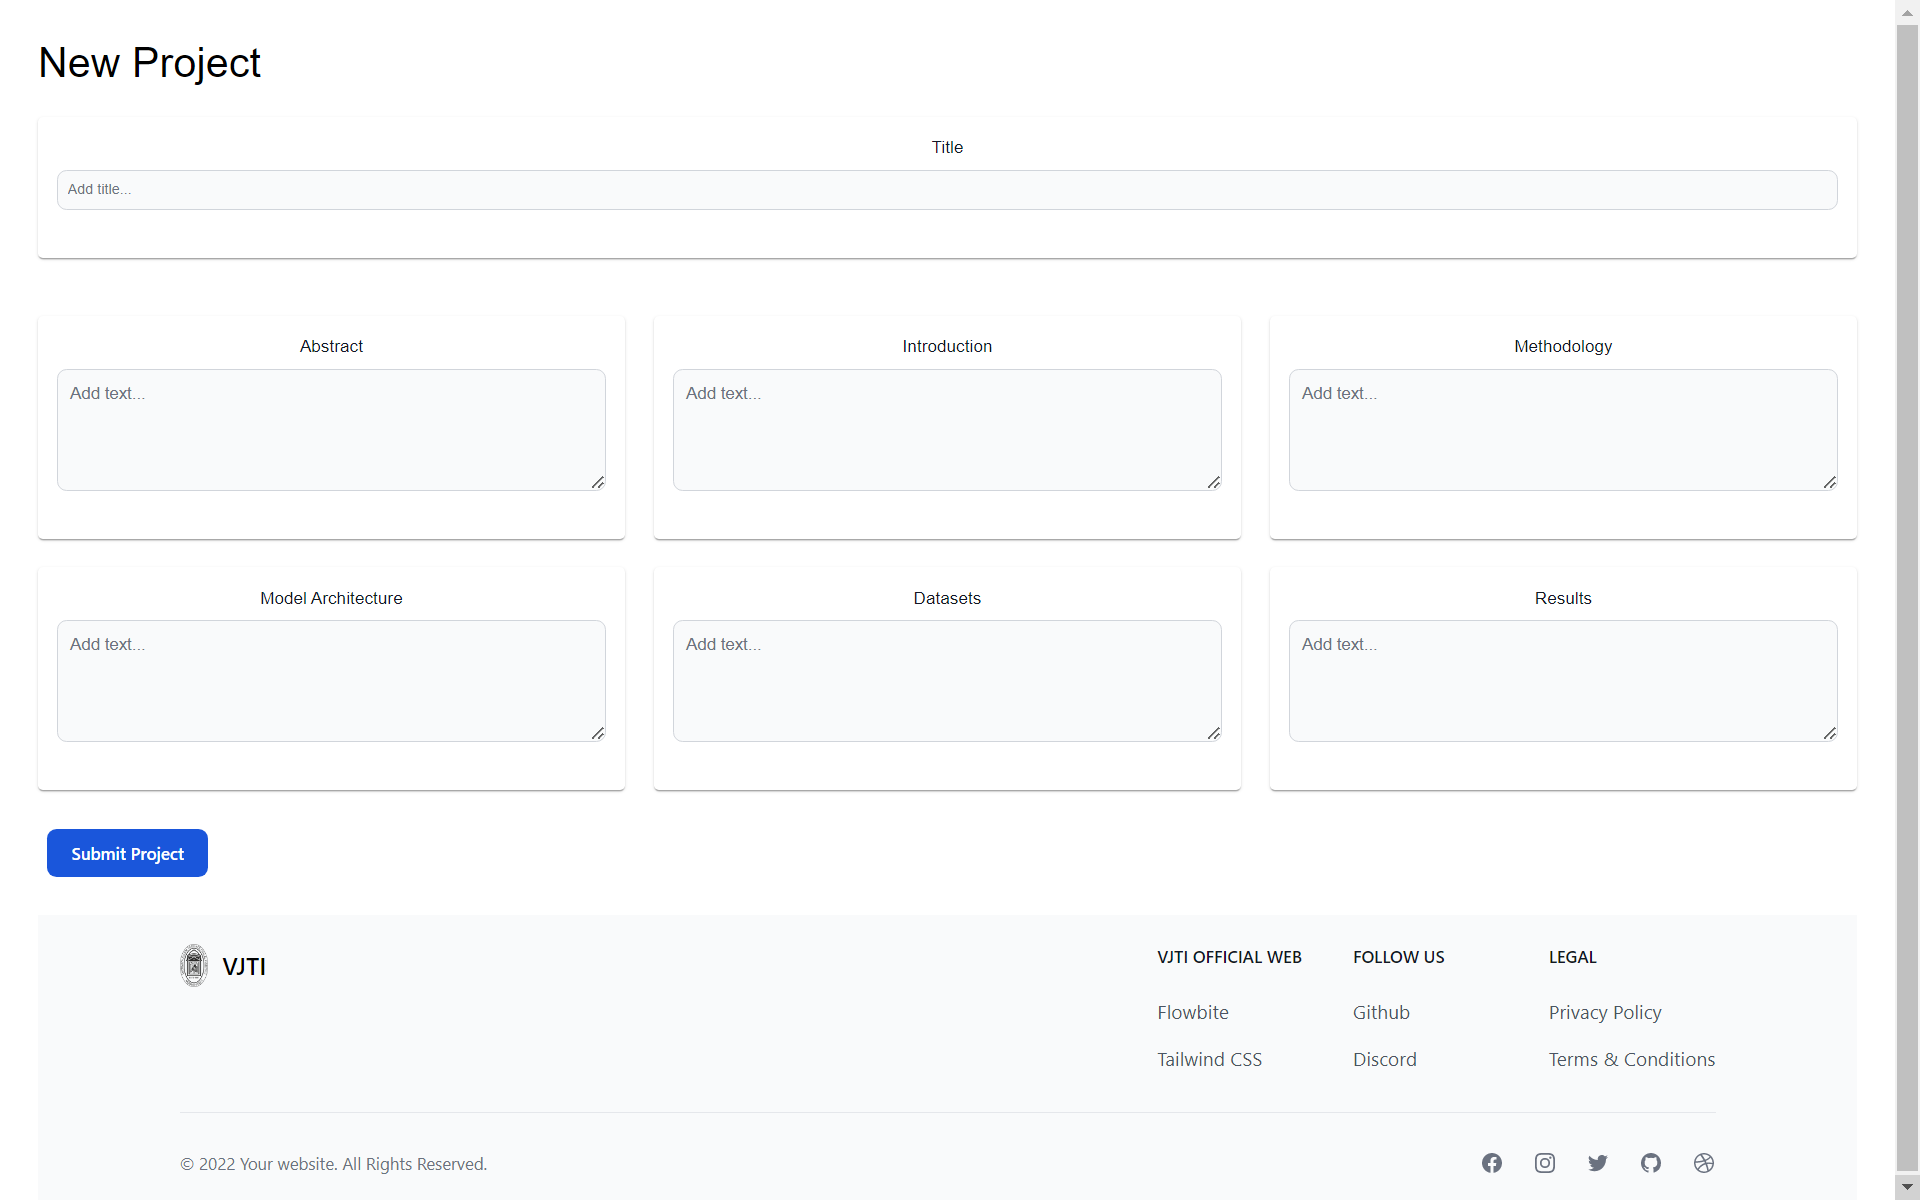 New Project
Title
Add title...
Abstract
Introduction
Methodology
Add text...
Add text...
Add text...
Model Architecture
Datasets
Results
Add text...
Add text...
Add text...
Submit Project
VJTI
VJTI OFFICIAL WEB
FOLLOW US
LEGAL
Flowbite
Github
Privacy Policy
Tailwind CSS
Discord
Terms & Conditions
© 2022 Your website. All Rights Reserved.